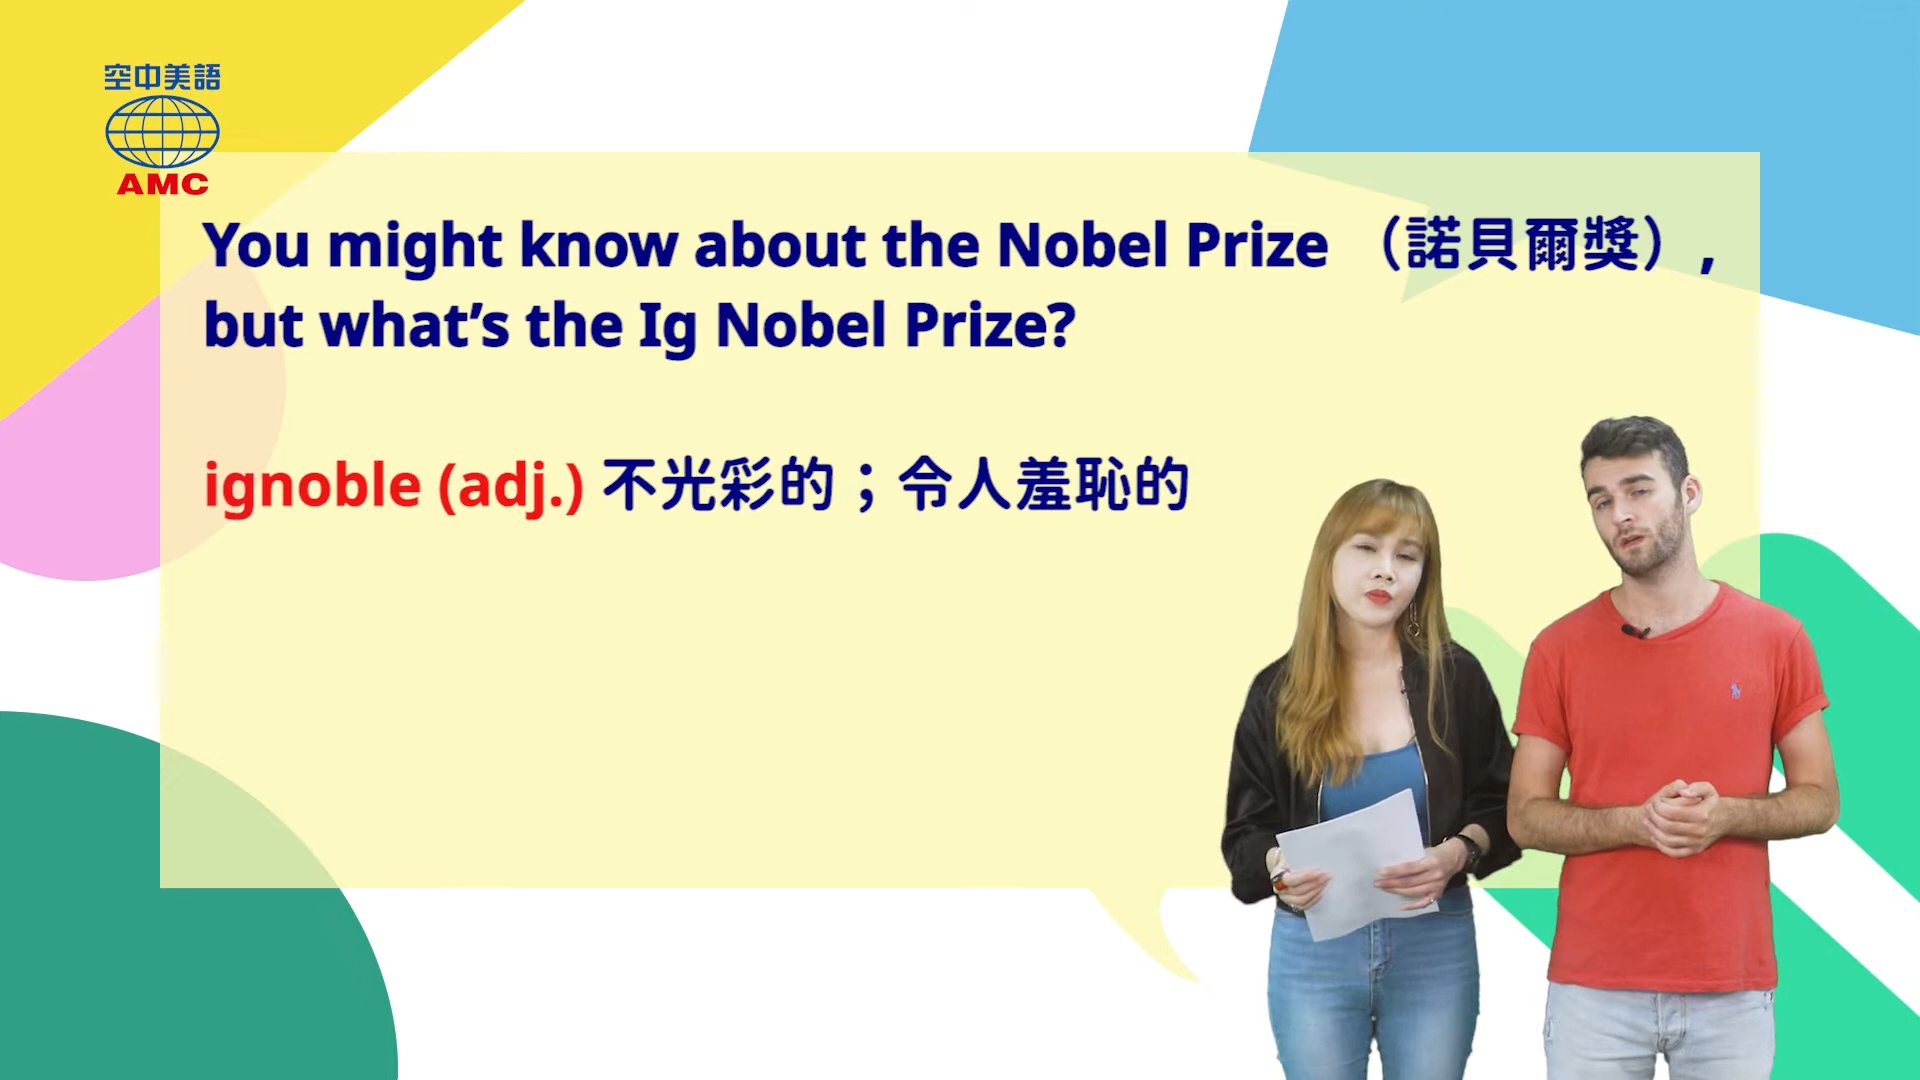 空中美語
AMC
You might know about the Nobel Prize （諾貝爾獎）,
but what’s the Ig Nobel Prize?
ignoble (adj.) 不光彩的；令人羞恥的